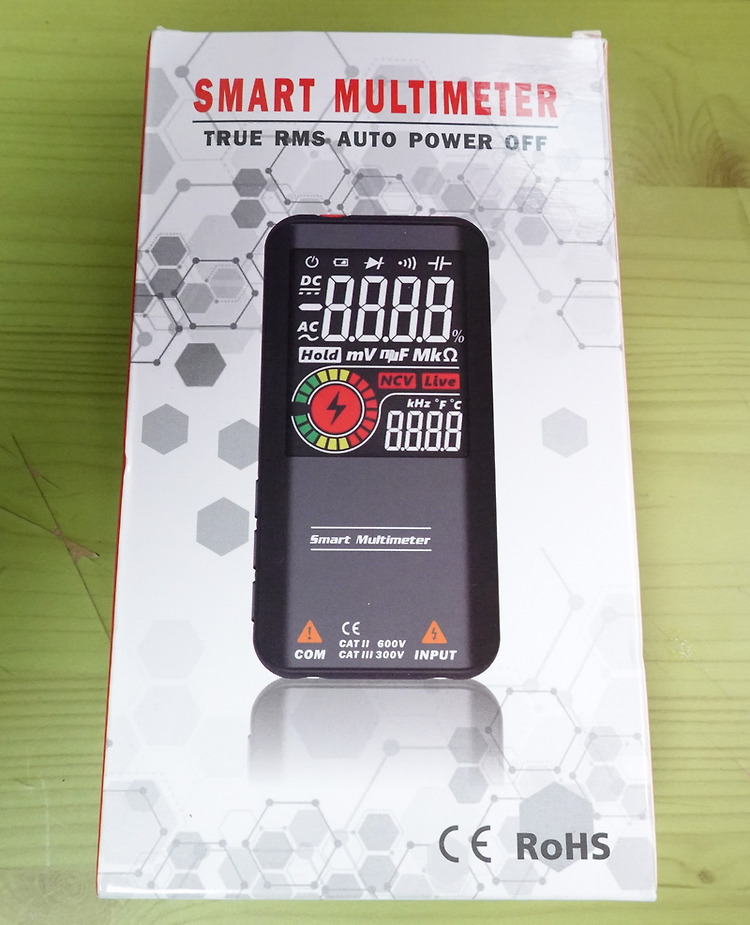 SMART MULTIMETER
TRUE RMS AUTO POWER OFF
DC
-8.8.8.8
AC
%
Hold mV nµF MkΩ
NCV Live
kHz °F °C
8.8.8.8
Smart Multimeter
CE
CAT II 600V
COM CAT III 300V INPUT
CE RoHS